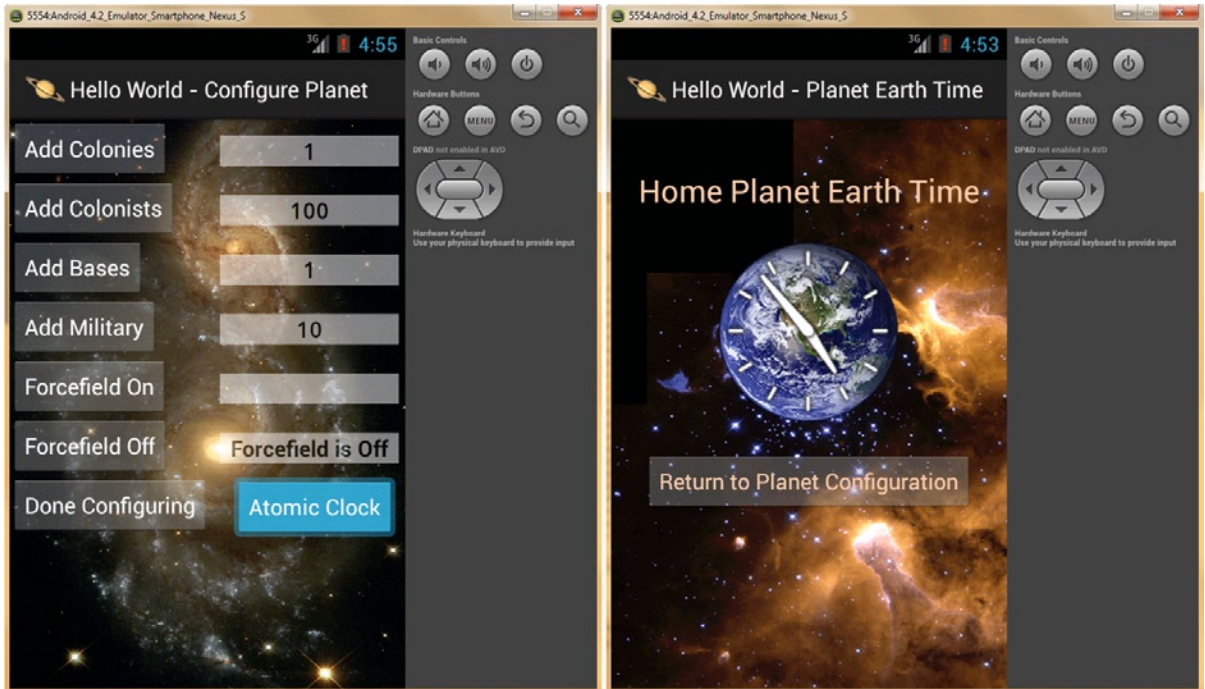 5554:Android_4.2_Emulator_Smartphone_Nexus_S
3G 4:55
Hello World - Configure Planet
Add Colonies 1
Add Colonists 100
Add Bases 1
Add Military 10
Forcefield On
Forcefield Off Forcefield is Off
Done Configuring Atomic Clock
Basic Controls
Hardware Buttons
MENU
DPAD not enabled in AVD
Hardware Keyboard
Use your physical keyboard to provide input
5554:Android_4.2_Emulator_Smartphone_Nexus_S
3G 4:53
Hello World - Planet Earth Time
Home Planet Earth Time
Return to Planet Configuration
Basic Controls
Hardware Buttons
MENU
DPAD not enabled in AVD
Hardware Keyboard
Use your physical keyboard to provide input